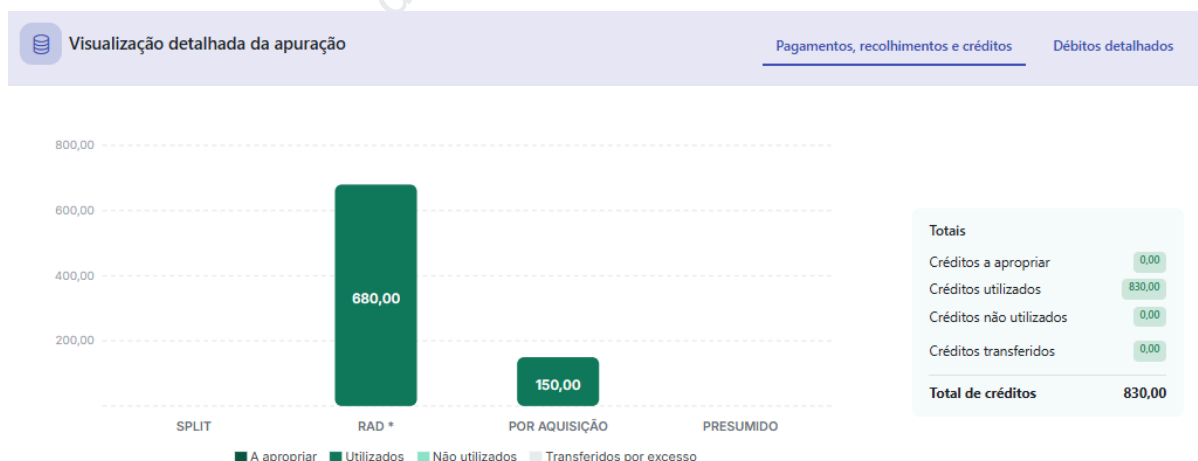 Visualização detalhada da apuração
Pagamentos, recolhimentos e créditos
Débitos detalhados
800,00
600,00
400,00
200,00
680,00
150,00
SPLIT
RAD *
POR AQUISIÇÃO
PRESUMIDO
A apropriar
Utilizados
Não utilizados
Transferidos por excesso
Totais
Créditos a apropriar 0,00
Créditos utilizados 830,00
Créditos não utilizados 0,00
Créditos transferidos 0,00
Total de créditos 830,00